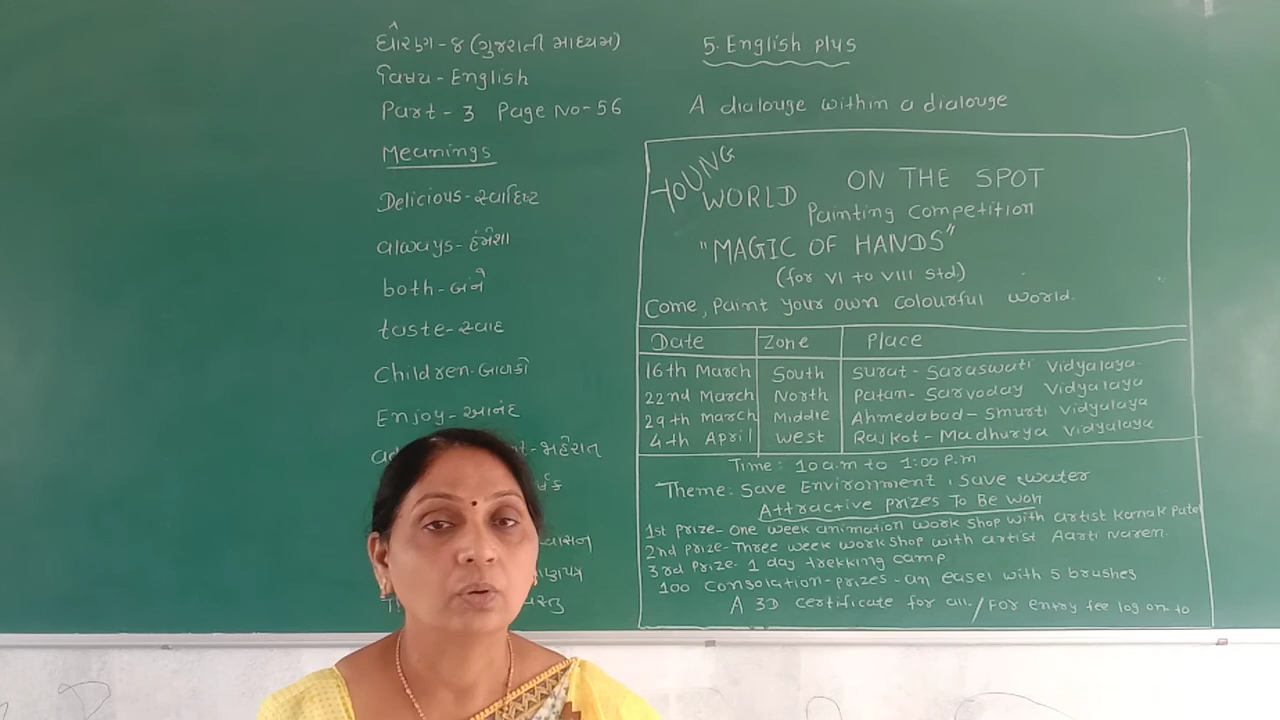 ધોરણ-૪ (ગુજરાતી માધ્યમ)
વિષય - English
Part - 3 Page No - 56
Meanings
Delicious - સ્વાદિષ્ટ
always - હંમેશા
both - બંને
taste - સ્વાદ
Children - બાળકો
Enjoy - આનંદ
5. English plus
A dialouge within a dialouge
YOUNG WORLD
ON THE SPOT
Painting Competition
"MAGIC OF HANDS"
(for VI to VIII Std.)
Come, Paint your own colourful world.
Date Zone Place
16th March South Surat - Saraswati Vidyalaya.
22nd March North Patan - Sarvoday Vidyalaya
29th March Middle Ahmedabad - Smurti Vidyalaya
4th April West Rajkot - Madhurya Vidyalaya
Time: 10 a.m to 1:00 P.m
Theme: Save Environment, Save water
Attractive prizes To Be won
1st prize - One week animation work shop with artist Kanak Patel
2nd prize - Three week work shop with artist Aarti Naren.
3rd Prize - 1 day trekking camp.
100 Consolation - prizes - an easel with 5 brushes
A 3D certificate for all. / For entry fee log on to